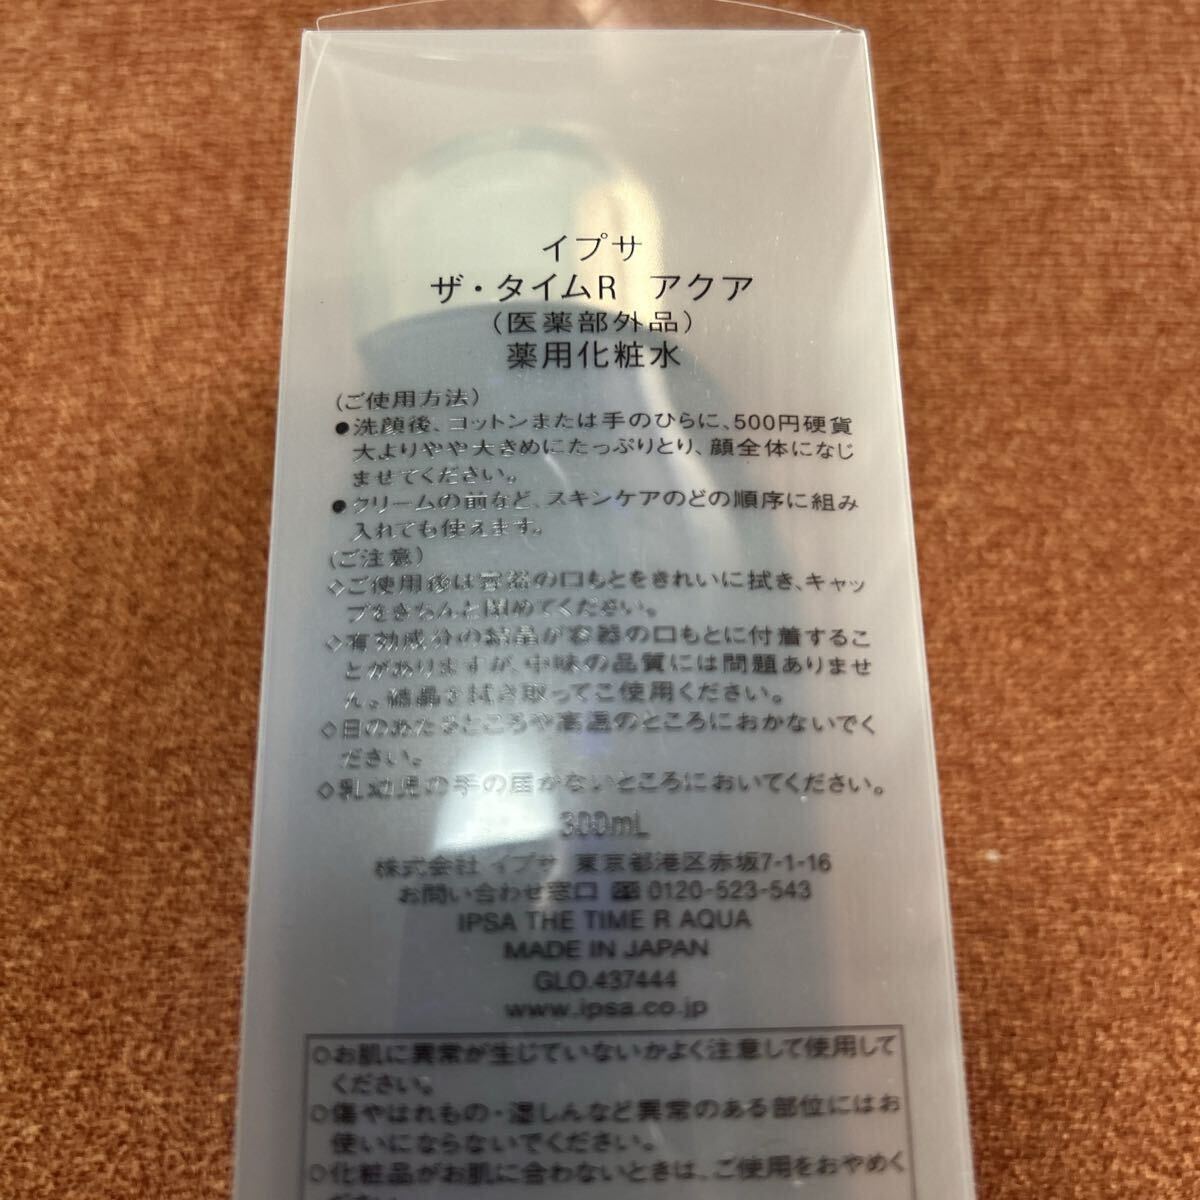 イプサ
ザ・タイムR アクア
(医薬部外品)
薬用化粧水
(ご使用方法)
●洗顔後、コットンまたは手のひらに、500円硬貨
大よりやや大きめにたっぷりとり、顔全体になじ
ませてください。
●クリームの前など、スキンケアのどの順序に組み
入れても使えます。
(ご注意)
◇ご使用後は容器の口もとをきれいに拭き、キャッ
プをきちんと閉めてください。
◇有効成分の結晶が容器の口もとに付着するこ
とがありますが、中味の品質には問題ありませ
ん。結晶を拭き取ってご使用ください。
◇日のあたるところや高温のところにおかないでく
ださい。
◇乳幼児の手の届かないところにおいてください。
300mL
株式会社 イプサ 東京都港区赤坂7-1-16
お問い合わせ窓口 0120-523-543
IPSA THE TIME R AQUA
MADE IN JAPAN
GLO.437444
www.ipsa.co.jp
◇お肌に異常が生じていないかよく注意して使用して
ください。
◇傷やはれもの・湿しんなど異常のある部位にはお
使いにならないでください。
◇化粧品がお肌に合わないときは、ご使用をおやめく